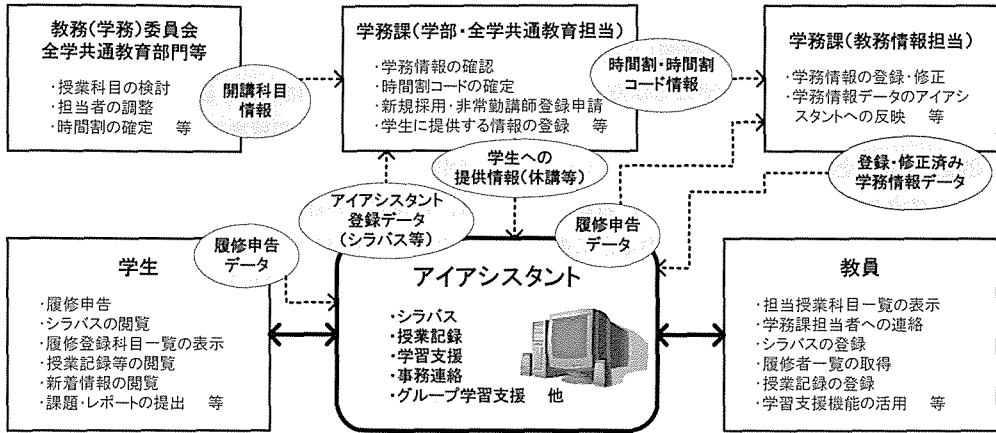 教務(学務)委員会
全学共通教育部門等
・授業科目の検討
・担当者の調整
・時間割の確定　等
開講科目
情報
学務課(学部・全学共通教育担当)
・学務情報の確認
・時間割コードの確定
・新規採用・非常勤講師登録申請
・学生に提供する情報の登録　等
時間割・時間割
コード情報
学務課(教務情報担当)
・学務情報の登録・修正
・学務情報データのアイアシ
スタントへの反映　等
学生への
提供情報(休講等)
登録・修正済み
学務情報データ
アイアシスタント
登録データ
(シラバス等)
履修申告
データ
履修申告
データ
学生
・履修申告
・シラバスの閲覧
・履修登録科目一覧の表示
・授業記録等の閲覧
・新着情報の閲覧
・課題・レポートの提出　等
アイアシスタント
・シラバス
・授業記録
・学習支援
・事務連絡
・グループ学習支援　他
教員
・担当授業科目一覧の表示
・学務課担当者への連絡
・シラバスの登録
・履修者一覧の取得
・授業記録の登録
・学習支援機能の活用　等